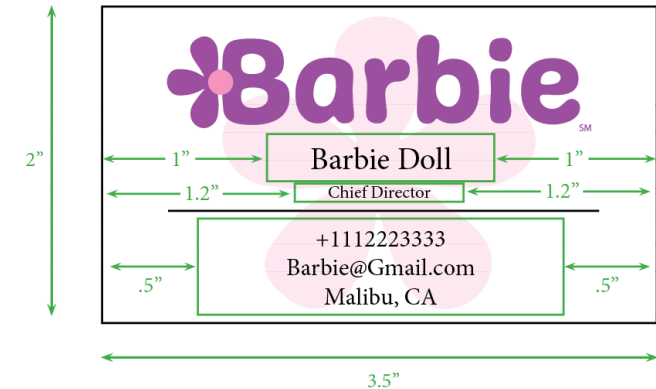 Barbie
SM
2”
1”
Barbie Doll
1”
1.2”
Chief Director
1.2”
+1112223333
.5”
Barbie@Gmail.com
.5”
Malibu, CA
3.5”